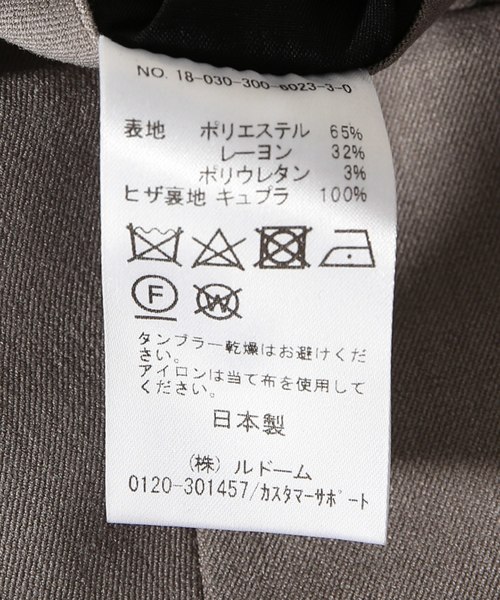 NO. 18-030-300-6023-3-0
表地 ポリエステル 65%
レーヨン 32%
ポリウレタン 3%
ヒザ裏地 キュプラ 100%
F W
タンブラー乾燥はお避けくだ
さい。
アイロンは当て布を使用して
ください。
日本製
(株) ルドーム
0120-301457/カスタマーサポート